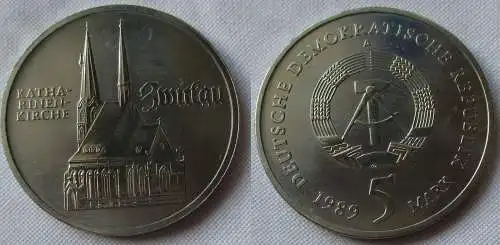 KATHA-
RINEN-
KIRCHE
Zwickau
DEUTSCHE DEMOKRATISCHE REPUBLIK
A
1989 5 MARK